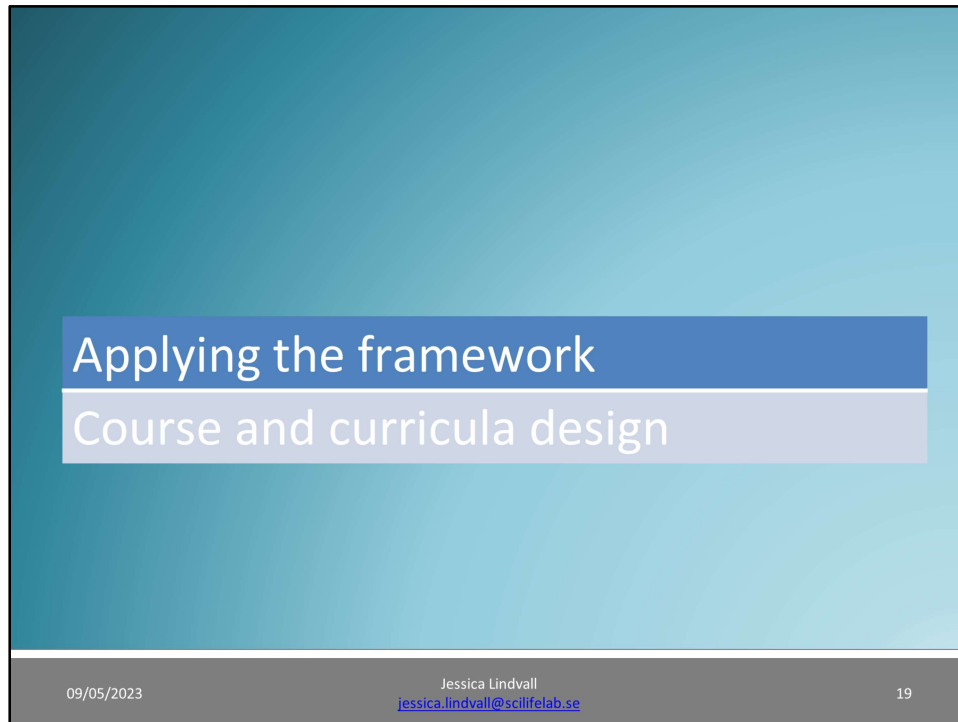 Applying the framework
Course and curricula design
09/05/2023
Jessica Lindvall
jessica.lindvall@scilifelab.se
19